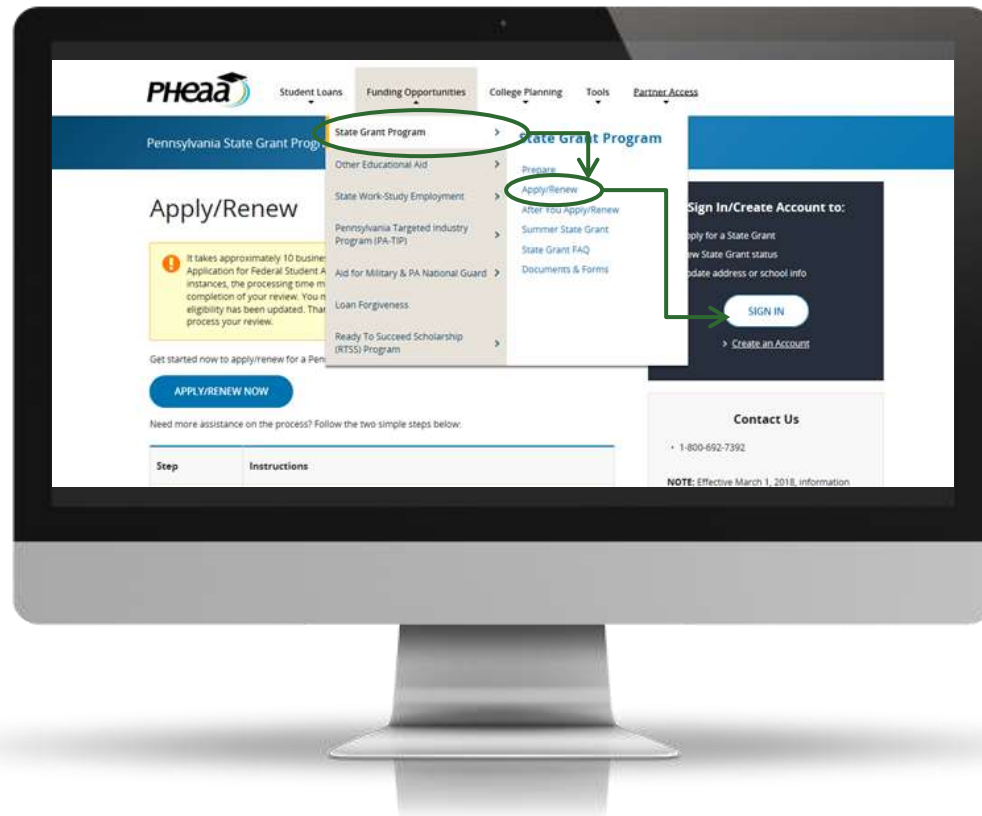 PHEAA
Student Loans
Funding Opportunities
College Planning
Tools
Partner Access
Pennsylvania State Grant
State Grant Program
Other Educational Aid
State Work-Study Employment
Pennsylvania Targeted Industry
Program (PA-TIP)
Aid for Military & PA National Guard
Loan Forgiveness
Ready To Succeed Scholarship
(RTSS) Program
State Grant Program
Prepare
Apply/Renew
After You Apply/Renew
Summer State Grant
State Grant FAQ
Documents & Forms
Apply/Renew
It takes approximately 10
Application for Federal Student
instances, the processing time
completion of your review. You
eligibility has been updated.
process your review.
Get started now to apply/renew for a
APPLY/RENEW NOW
Need more assistance on the process? Follow the two simple steps below:
Step
Instructions
Sign In/Create Account to:
for a State Grant
State Grant status
address or school info
SIGN IN
› Create an Account
Contact Us
• 1-800-692-7392
NOTE: Effective March 1, 2018, information